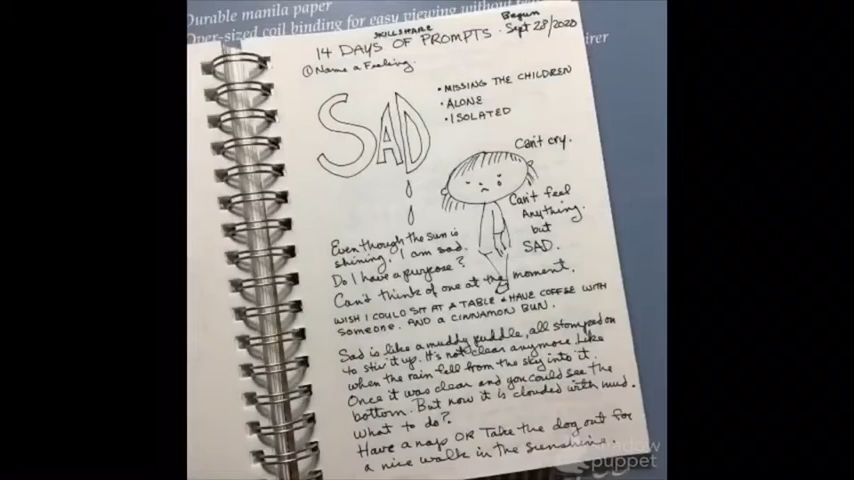 Durable manila paper
Over-sized coil binding for easy viewing without
SKILLSHARE
Begun
14 DAYS OF PROMPTS. Sept 28/2020
① Name a Feeling.
SAD
• MISSING THE CHILDREN
• ALONE
• ISOLATED
Can't cry.
Can't feel
Anything.
but
SAD.
Even though the sun is
shining, I am sad.
Do I have a purpose?
Can't think of one at the moment.
WISH I COULD SIT AT A TABLE & HAVE COFFEE WITH
SOMEONE. AND A CINNAMON BUN.
Sad is like a muddy puddle, all stomped on
to stir it up. It's not clear anymore like
when the rain fell from the sky into it.
Once it was clear and you could see the
bottom. But now it is clouded with mud.
What to do?
Have a nap OR Take the dog out for
a nice walk in the sunshine.
shadow
puppet